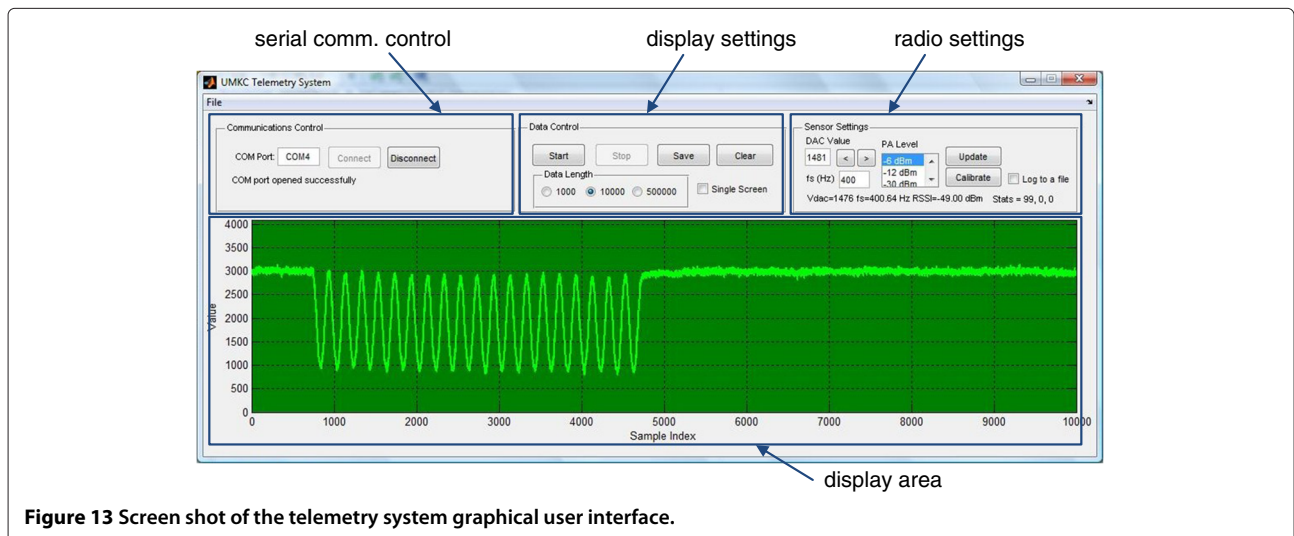 serial comm. control display settings radio settings
UMKC Telemetry System
File
Communications Control
COM Port: COM4 Connect Disconnect
COM port opened successfully
Data Control
Start Stop Save Clear
Data Length
1000 10000 500000 Single Screen
Sensor Settings
DAC Value PA Level
1481 < > -6 dBm Update
-12 dBm
fs (Hz) 400 -30 dBm Calibrate Log to a file
Vdac=1476 fs=400.64 Hz RSSI=-49.00 dBm Stats = 99, 0, 0
4000
3500
3000
2500
2000
1500
1000
500
0
Value
0 1000 2000 3000 4000 5000 6000 7000 8000 9000 10000
Sample Index
display area
Figure 13 Screen shot of the telemetry system graphical user interface.